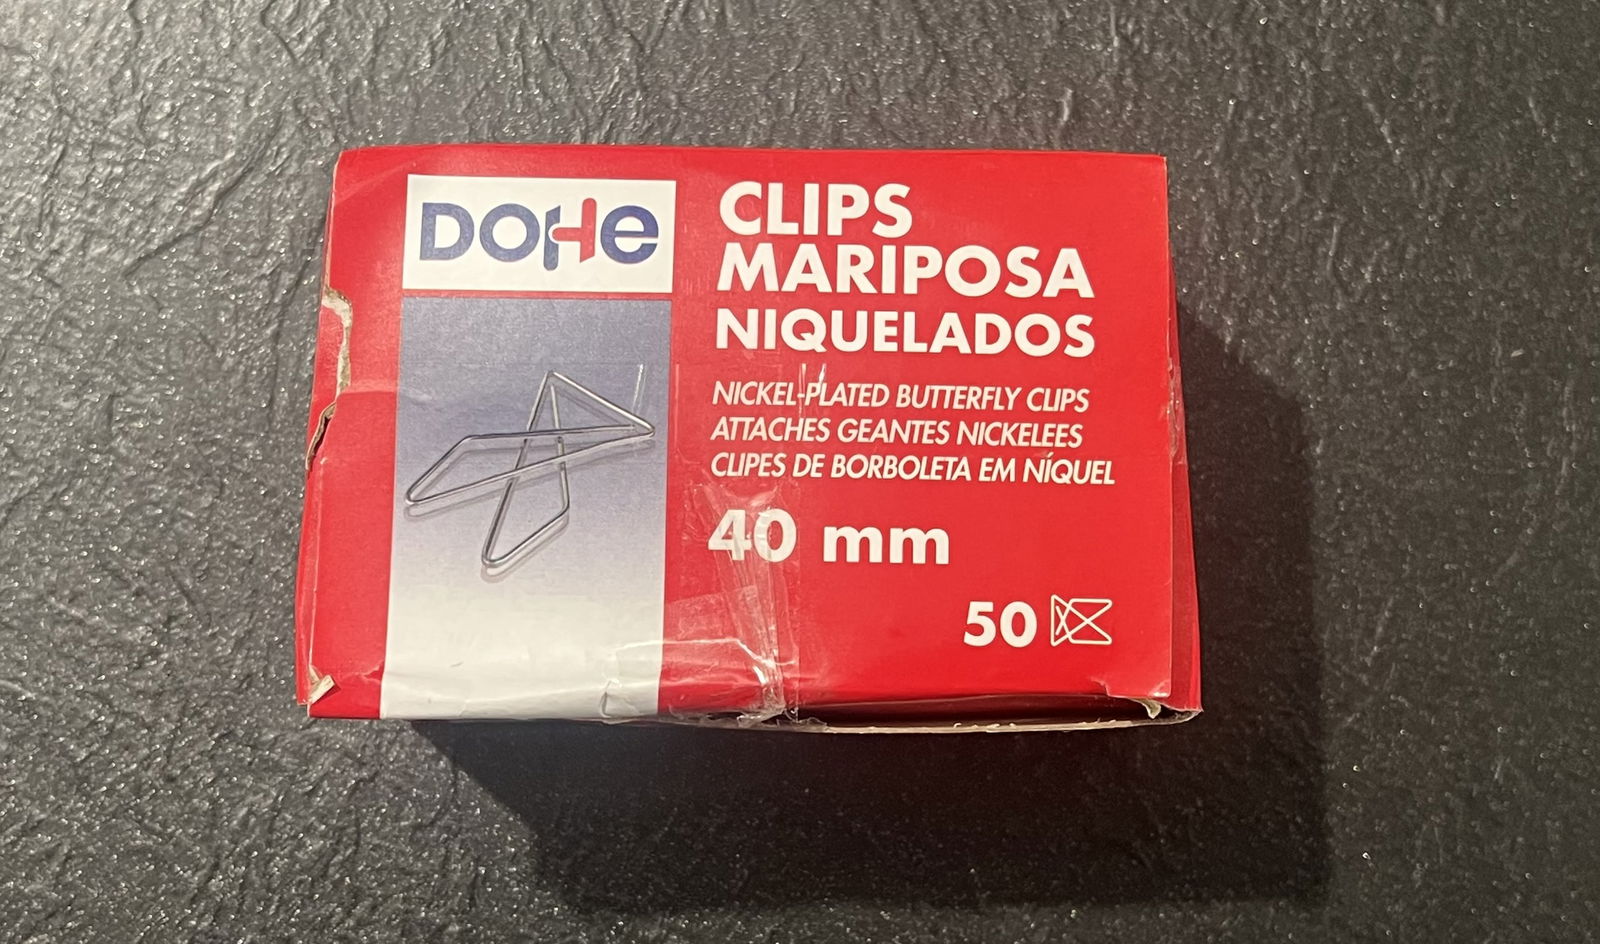 DOHe
CLIPS
MARIPOSA
NIQUELADOS
NICKEL-PLATED BUTTERFLY CLIPS
ATTACHES GEANTES NICKELEES
CLIPES DE BORBOLETA EM NÍQUEL
40 mm
50